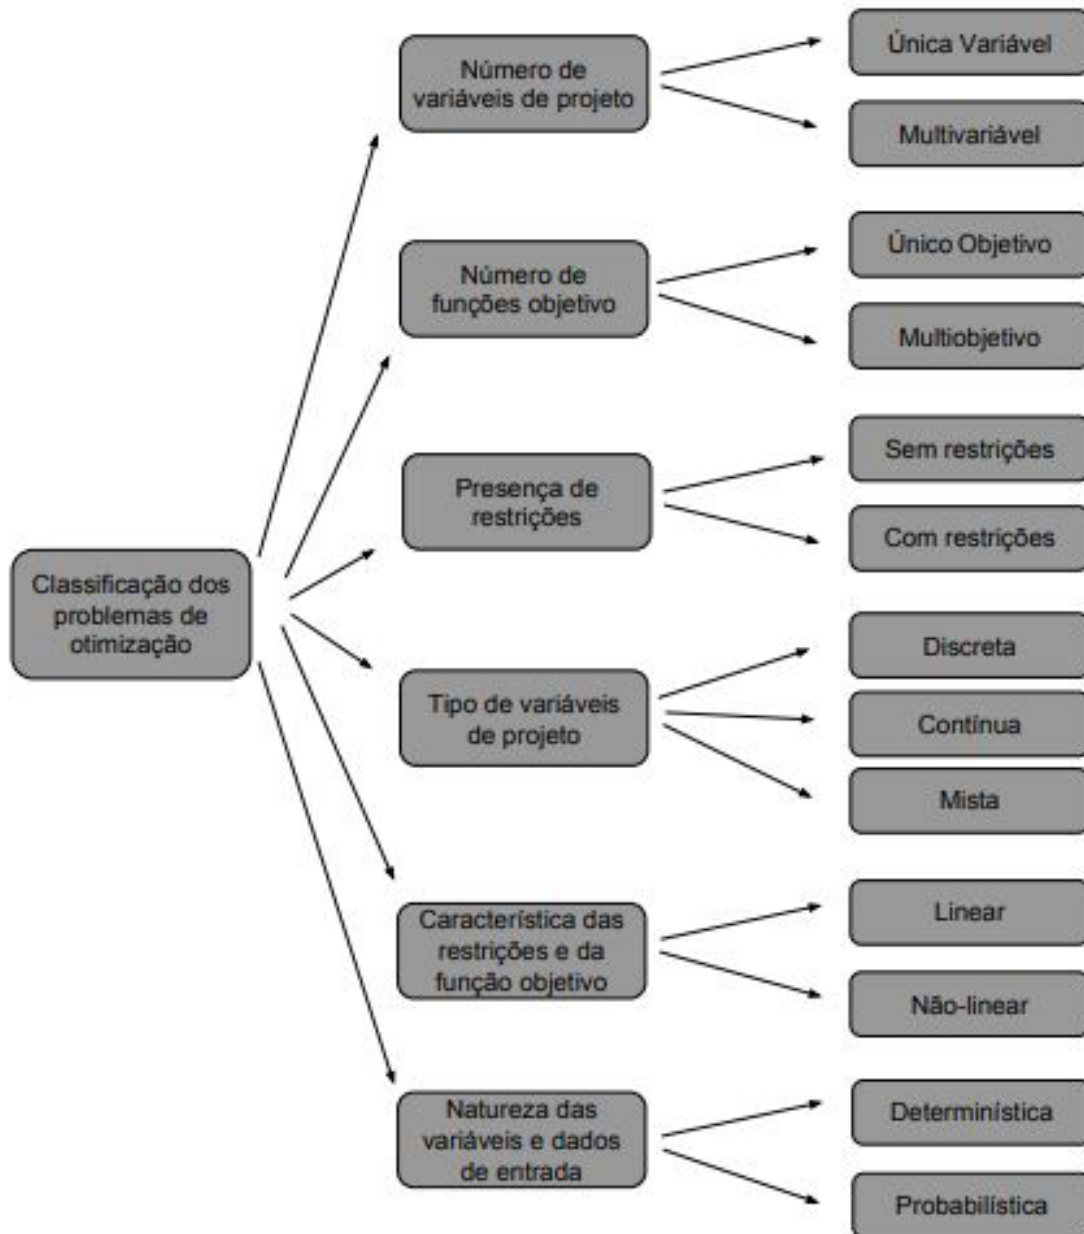 Classificação dos
problemas de
otimização
Número de
variáveis de projeto
Única Variável
Multivariável
Número de
funções objetivo
Único Objetivo
Multiobjetivo
Presença de
restrições
Sem restrições
Com restrições
Tipo de variáveis
de projeto
Discreta
Contínua
Mista
Característica das
restrições e da
função objetivo
Linear
Não-linear
Natureza das
variáveis e dados
de entrada
Determinística
Probabilística